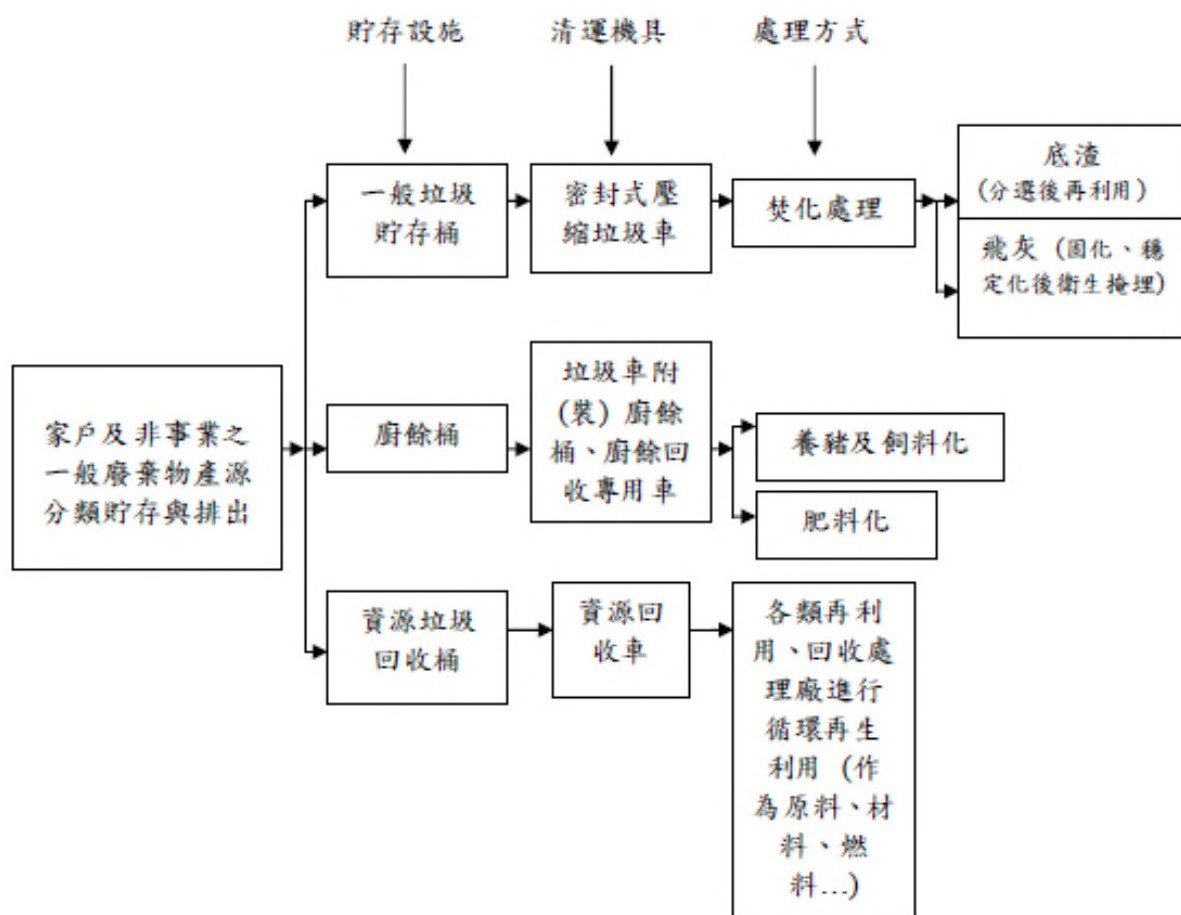 貯存設施
清運機具
處理方式
一般垃圾
貯存桶
密封式壓
縮垃圾車
焚化處理
底渣
(分選後再利用)
飛灰 (固化、穩
定化後衛生掩埋)
家戶及非事業之
一般廢棄物產源
分類貯存與排出
廚餘桶
垃圾車附
(裝) 廚餘
桶、廚餘回
收專用車
養豬及飼料化
肥料化
資源垃圾
回收桶
資源回
收車
各類再利
用、回收處
理廠進行
循環再生
利用 (作
為原料、材
料、燃
料…)